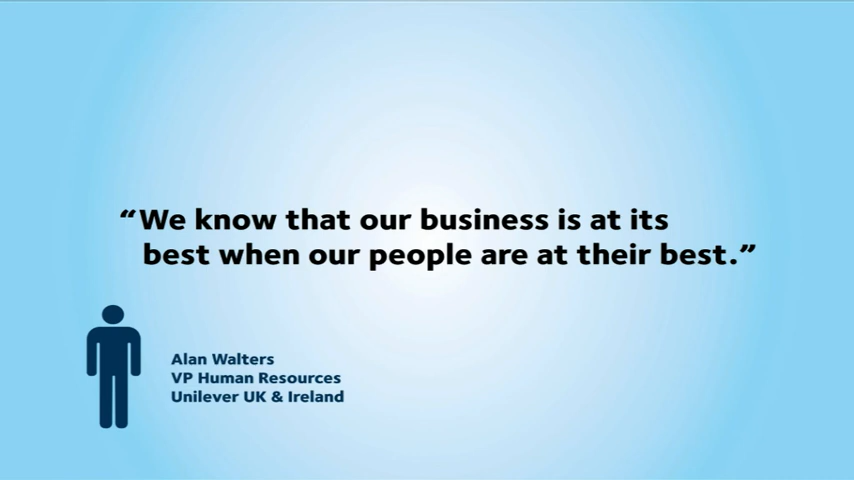 “We know that our business is at its
best when our people are at their best.”
Alan Walters
VP Human Resources
Unilever UK & Ireland